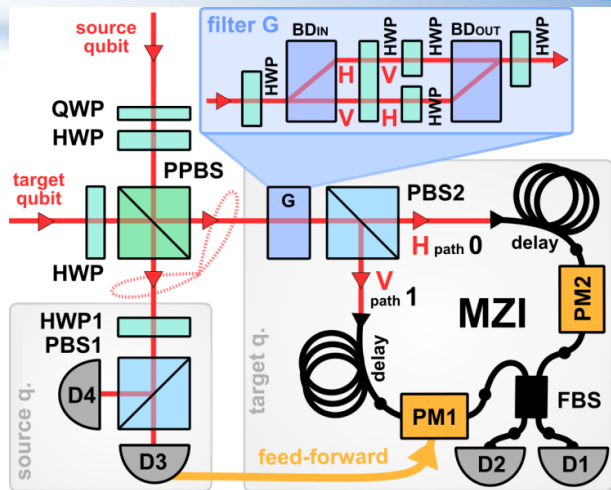 source
qubit
filter G
BDIN
BDOUT
HWP
H
V
HWP
HWP
V
H
HWP
HWP
QWP
HWP
target
qubit
PPBS
HWP
G
PBS2
H path 0
delay
V
path 1
PM2
MZI
delay
HWP1
PBS1
D4
D3
source q.
target q.
PM1
FBS
D2
D1
feed-forward